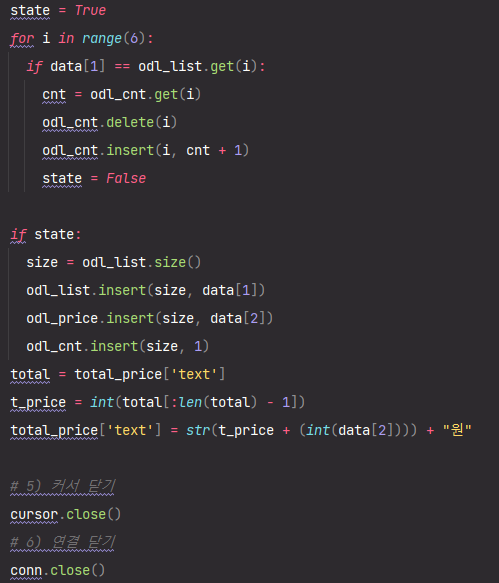 state = True
for i in range(6):
if data[1] == odl_list.get(i):
cnt = odl_cnt.get(i)
odl_cnt.delete(i)
odl_cnt.insert(i, cnt + 1)
state = False
if state:
size = odl_list.size()
odl_list.insert(size, data[1])
odl_price.insert(size, data[2])
odl_cnt.insert(size, 1)
total = total_price['text']
t_price = int(total[:len(total) - 1])
total_price['text'] = str(t_price + (int(data[2]))) + "원"
# 5) 커서 닫기
cursor.close()
# 6) 연결 닫기
conn.close()